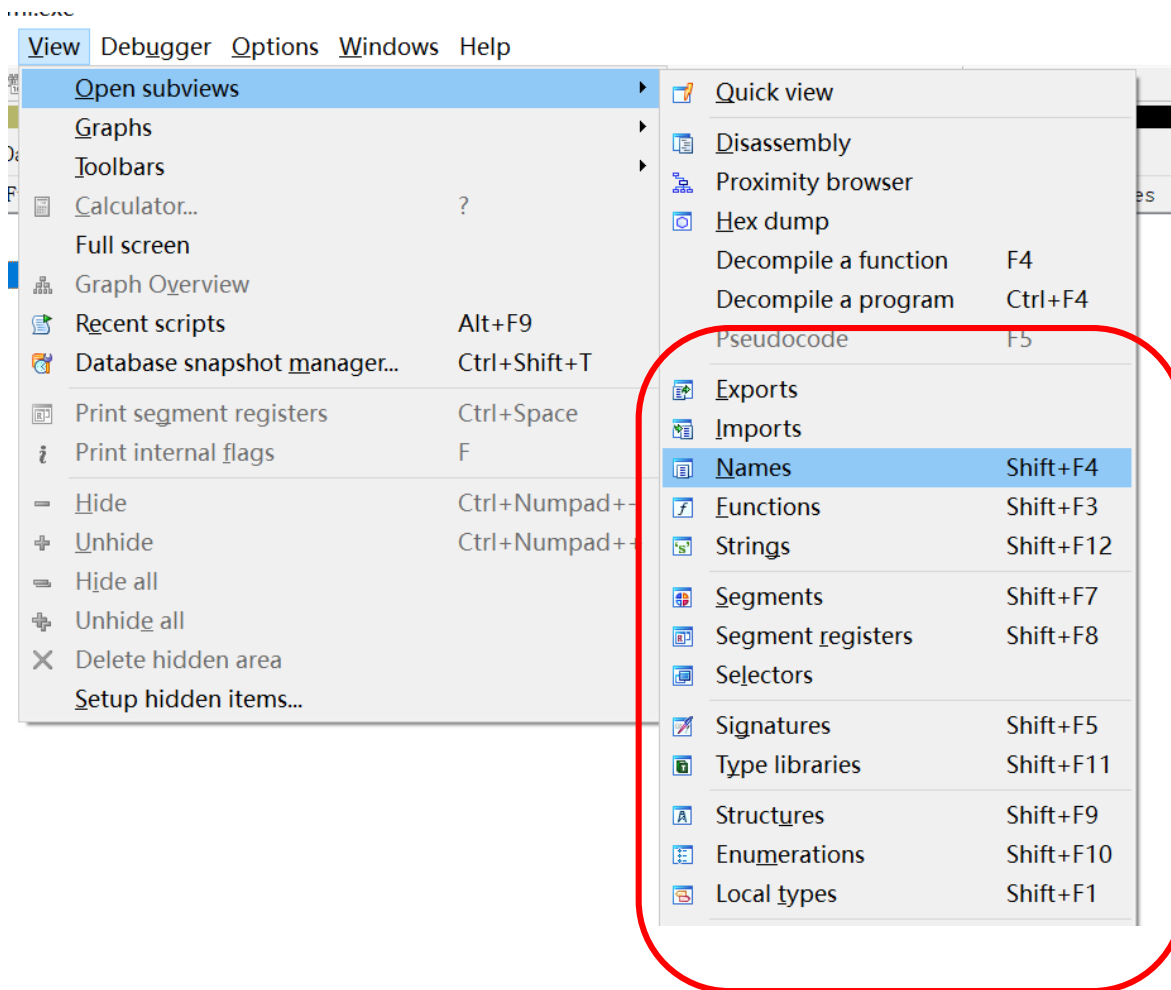 View Debugger Options Windows Help
Open subviews
Graphs
Toolbars
Calculator... ?
Full screen
Graph Overview
Recent scripts Alt+F9
Database snapshot manager... Ctrl+Shift+T
Print segment registers Ctrl+Space
Print internal flags F
Hide
Unhide
Hide all
Unhide all
Delete hidden area
Setup hidden items...
Quick view
Disassembly
Proximity browser
Hex dump
Decompile a function F4
Decompile a program Ctrl+F4
Pseudocode F5
Exports
Imports
Names Shift+F4
Functions Shift+F3
Strings Shift+F12
Segments Shift+F7
Segment registers Shift+F8
Selectors
Signatures Shift+F5
Type libraries Shift+F11
Structures Shift+F9
Enumerations Shift+F10
Local types Shift+F1